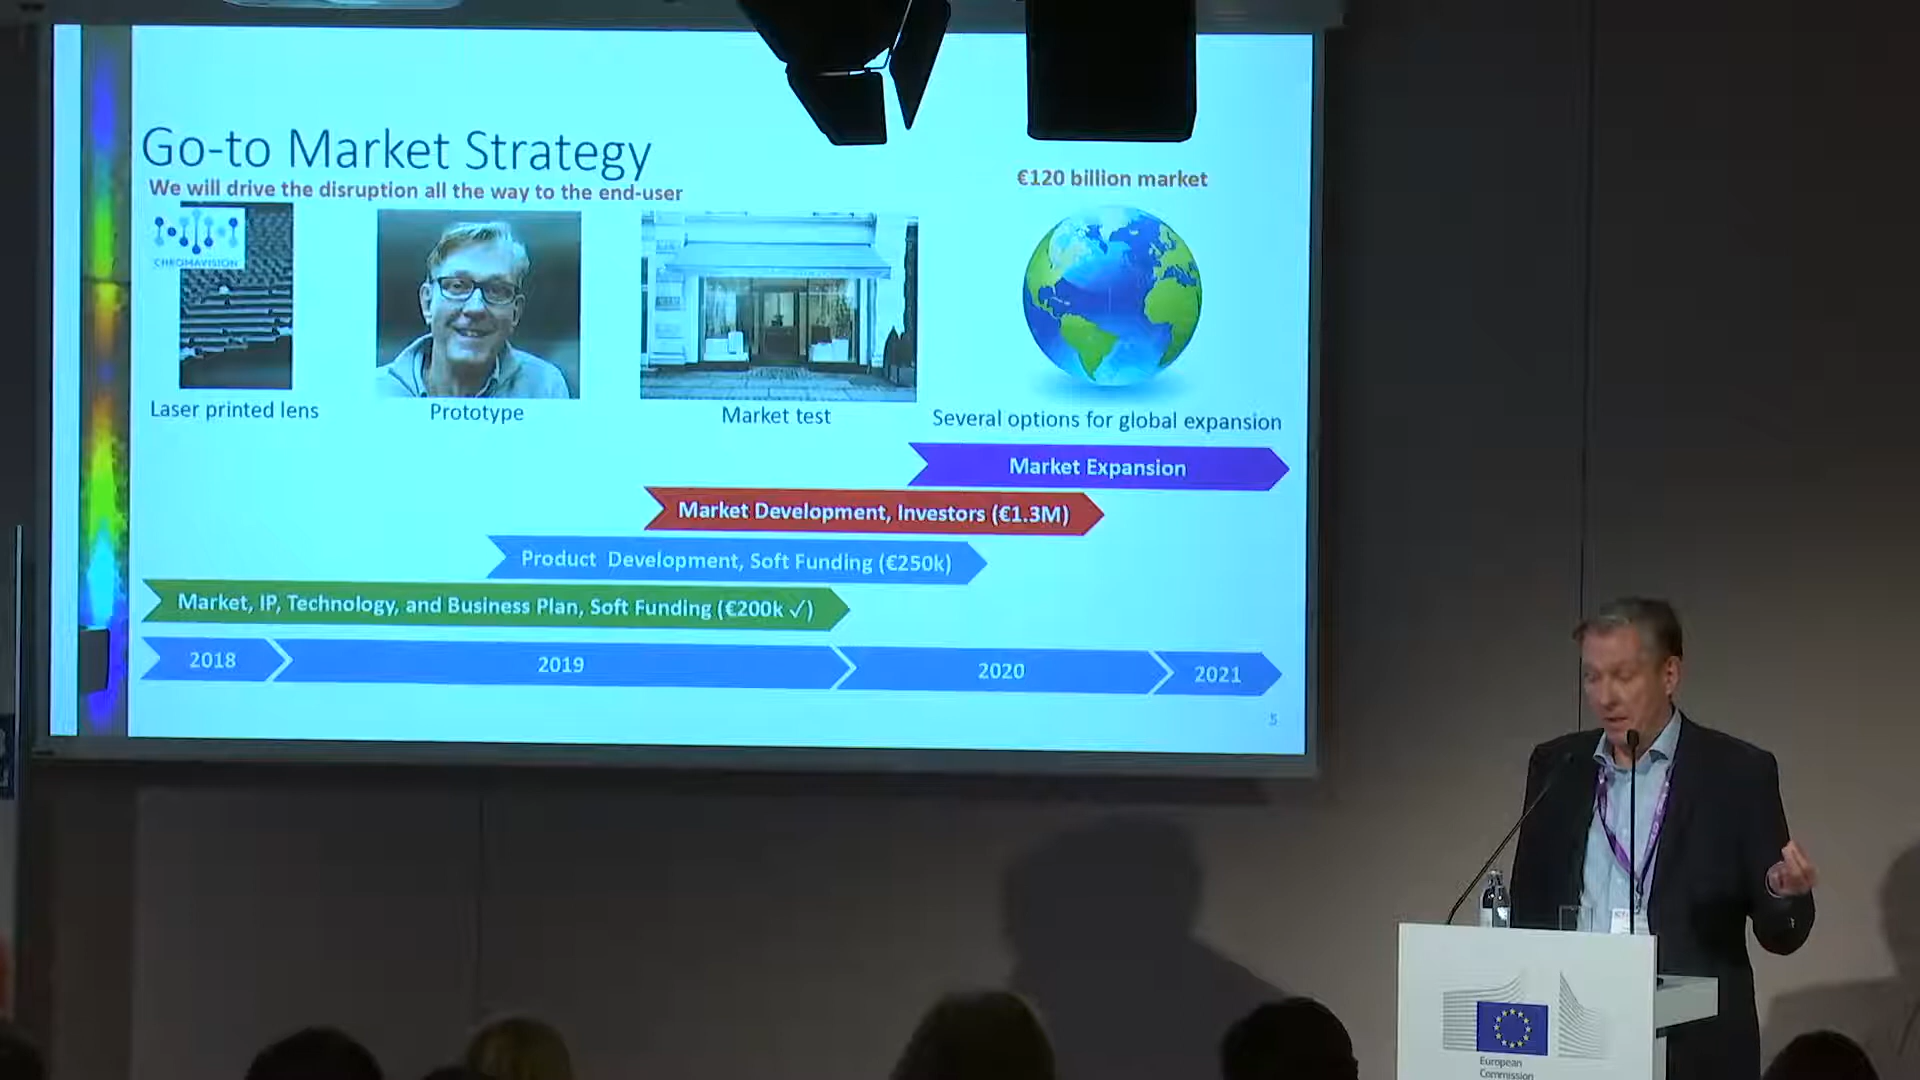 Go-to Market Strategy
We will drive the disruption all the way to the end-user
€120 billion market
CHROMAVISION
Laser printed lens
Prototype
Market test
Several options for global expansion
Market Expansion
Market Development, Investors (€1.3M)
Product Development, Soft Funding (€250k)
Market, IP, Technology, and Business Plan, Soft Funding (€200k ✓)
2018
2019
2020
2021
5
European
Commission